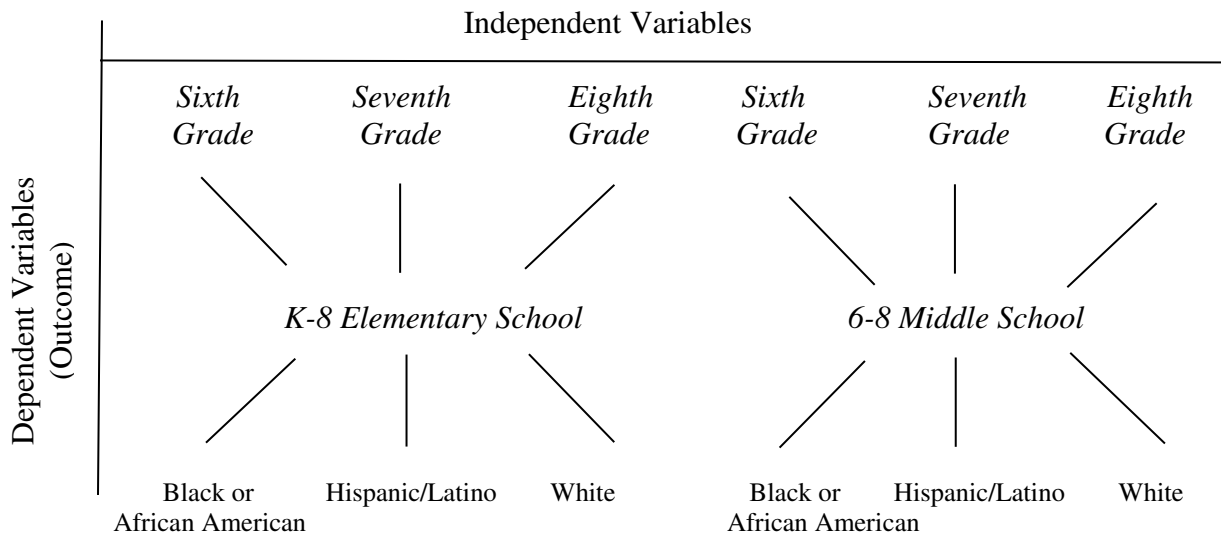 Independent Variables
Sixth Grade
Seventh Grade
Eighth Grade
Sixth Grade
Seventh Grade
Eighth Grade
Dependent Variables
(Outcome)
K-8 Elementary School
6-8 Middle School
Black or
African American
Hispanic/Latino
White
Black or
African American
Hispanic/Latino
White